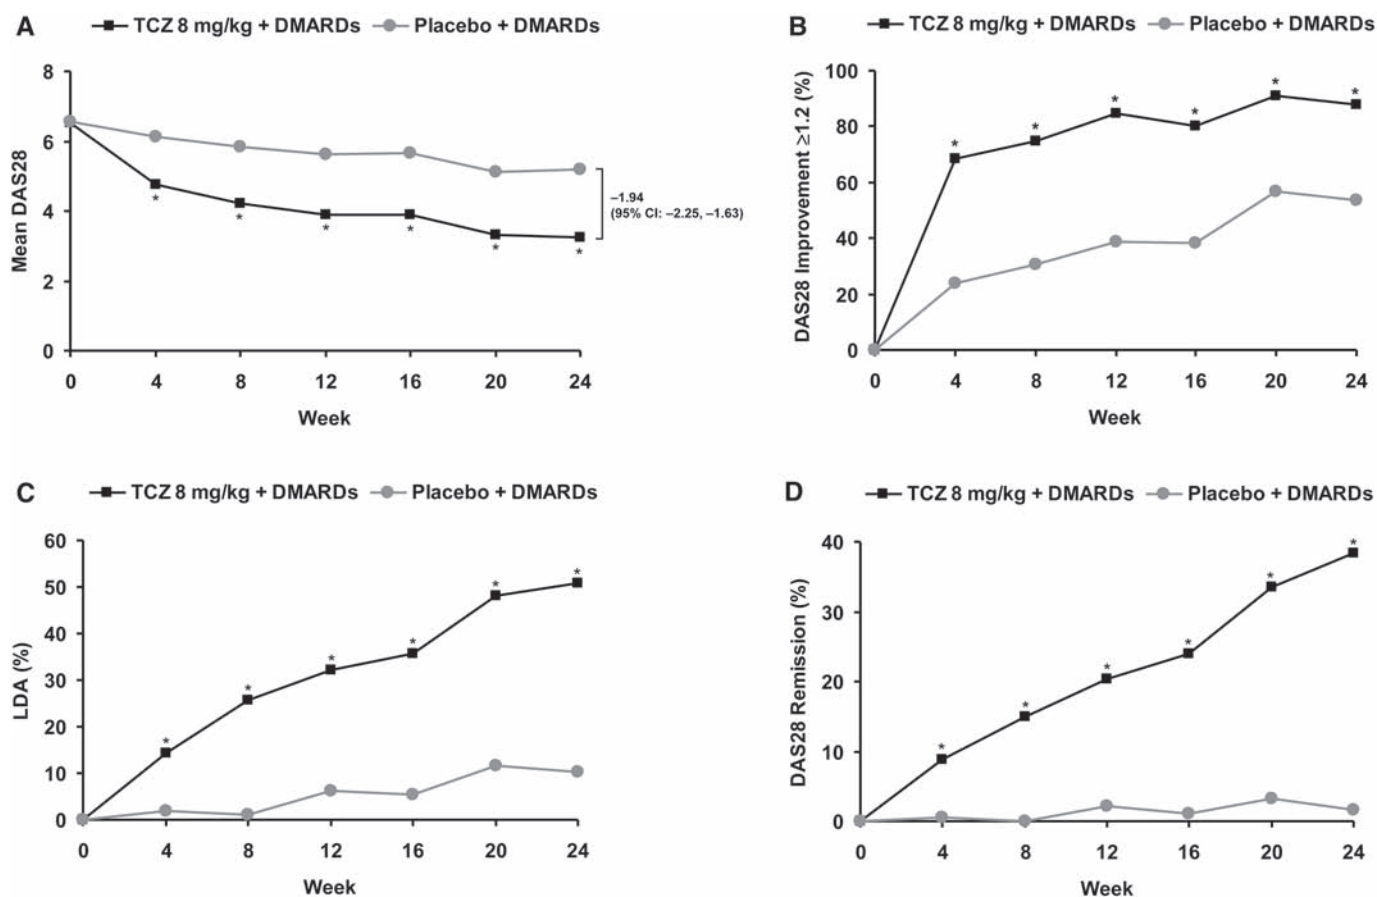 A
TCZ 8 mg/kg + DMARDs
Placebo + DMARDs
Mean DAS28
8
6
4
2
0
* * * * * *
–1.94
(95% CI: –2.25, –1.63)
0 4 8 12 16 20 24
Week
B
TCZ 8 mg/kg + DMARDs
Placebo + DMARDs
DAS28 Improvement ≥1.2 (%)
100
80
60
40
20
0
* * * * * *
0 4 8 12 16 20 24
Week
C
TCZ 8 mg/kg + DMARDs
Placebo + DMARDs
LDA (%)
60
50
40
30
20
10
0
* * * * * *
0 4 8 12 16 20 24
Week
D
TCZ 8 mg/kg + DMARDs
Placebo + DMARDs
DAS28 Remission (%)
40
30
20
10
0
* * * * * *
0 4 8 12 16 20 24
Week